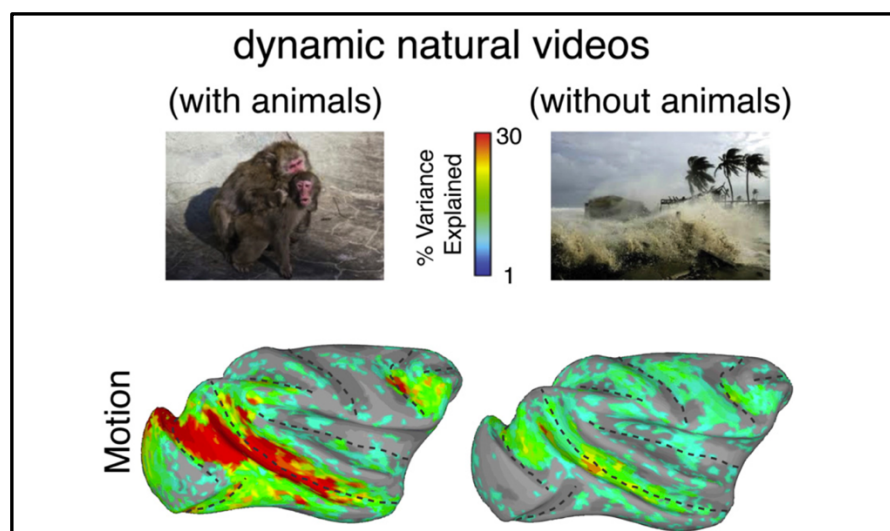 dynamic natural videos
(with animals)
(without animals)
% Variance
Explained
30
1
Motion